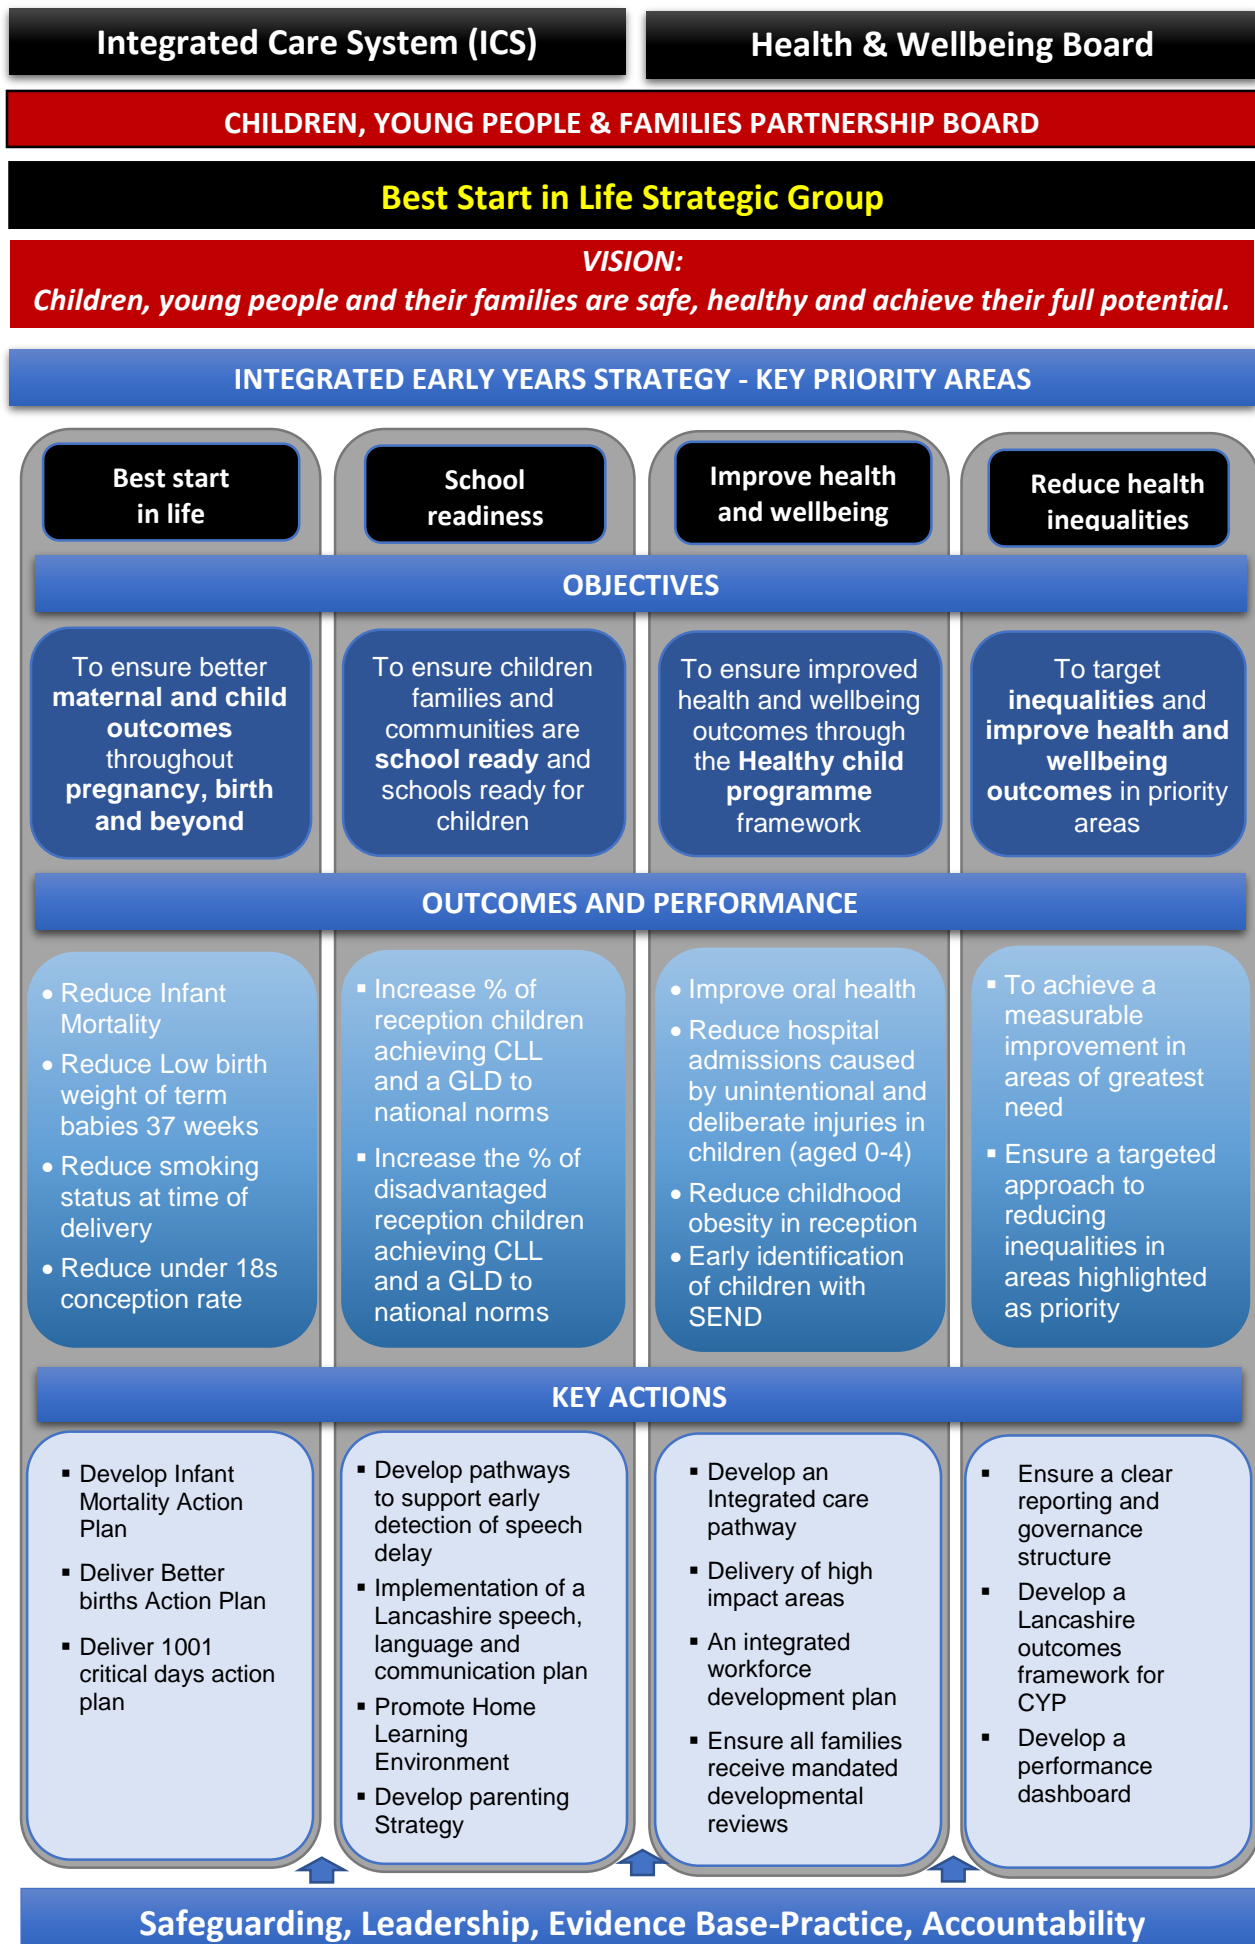 Integrated Care System (ICS)
Health & Wellbeing Board
CHILDREN, YOUNG PEOPLE & FAMILIES PARTNERSHIP BOARD
Best Start in Life Strategic Group
VISION:
Children, young people and their families are safe, healthy and achieve their full potential.
INTEGRATED EARLY YEARS STRATEGY - KEY PRIORITY AREAS
Best start
in life
School
readiness
Improve health
and wellbeing
Reduce health
inequalities
OBJECTIVES
To ensure better
maternal and child
outcomes
throughout
pregnancy, birth
and beyond
To ensure children
families and
communities are
school ready and
schools ready for
children
To ensure improved
health and wellbeing
outcomes through
the Healthy child
programme
framework
To target
inequalities and
improve health and
wellbeing
outcomes in priority
areas
OUTCOMES AND PERFORMANCE
• Reduce Infant
Mortality
• Reduce Low birth
weight of term
babies 37 weeks
• Reduce smoking
status at time of
delivery
• Reduce under 18s
conception rate
▪ Increase % of
reception children
achieving CLL
and a GLD to
national norms
▪ Increase the % of
disadvantaged
reception children
achieving CLL
and a GLD to
national norms
• Improve oral health
• Reduce hospital
admissions caused
by unintentional and
deliberate injuries in
children (aged 0-4)
• Reduce childhood
obesity in reception
• Early identification
of children with
SEND
▪ To achieve a
measurable
improvement in
areas of greatest
need
▪ Ensure a targeted
approach to
reducing
inequalities in
areas highlighted
as priority
KEY ACTIONS
▪ Develop Infant
Mortality Action
Plan
▪ Deliver Better
births Action Plan
▪ Deliver 1001
critical days action
plan
▪ Develop pathways
to support early
detection of speech
delay
▪ Implementation of a
Lancashire speech,
language and
communication plan
▪ Promote Home
Learning
Environment
▪ Develop parenting
Strategy
▪ Develop an
Integrated care
pathway
▪ Delivery of high
impact areas
▪ An integrated
workforce
development plan
▪ Ensure all families
receive mandated
developmental
reviews
▪ Ensure a clear
reporting and
governance
structure
▪ Develop a
Lancashire
outcomes
framework for
CYP
▪ Develop a
performance
dashboard
Safeguarding, Leadership, Evidence Base-Practice, Accountability